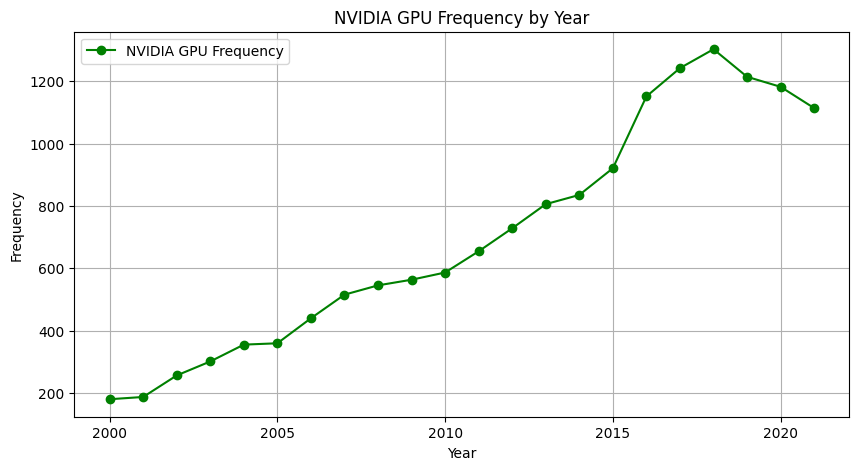 NVIDIA GPU Frequency by Year
NVIDIA GPU Frequency
Frequency
1200
1000
800
600
400
200
2000 2005 2010 2015 2020
Year